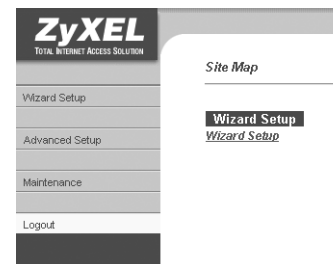 ZyXEL
TOTAL INTERNET ACCESS SOLUTION
Wizard Setup
Advanced Setup
Maintenance
Logout
Site Map
Wizard Setup
Wizard Setup